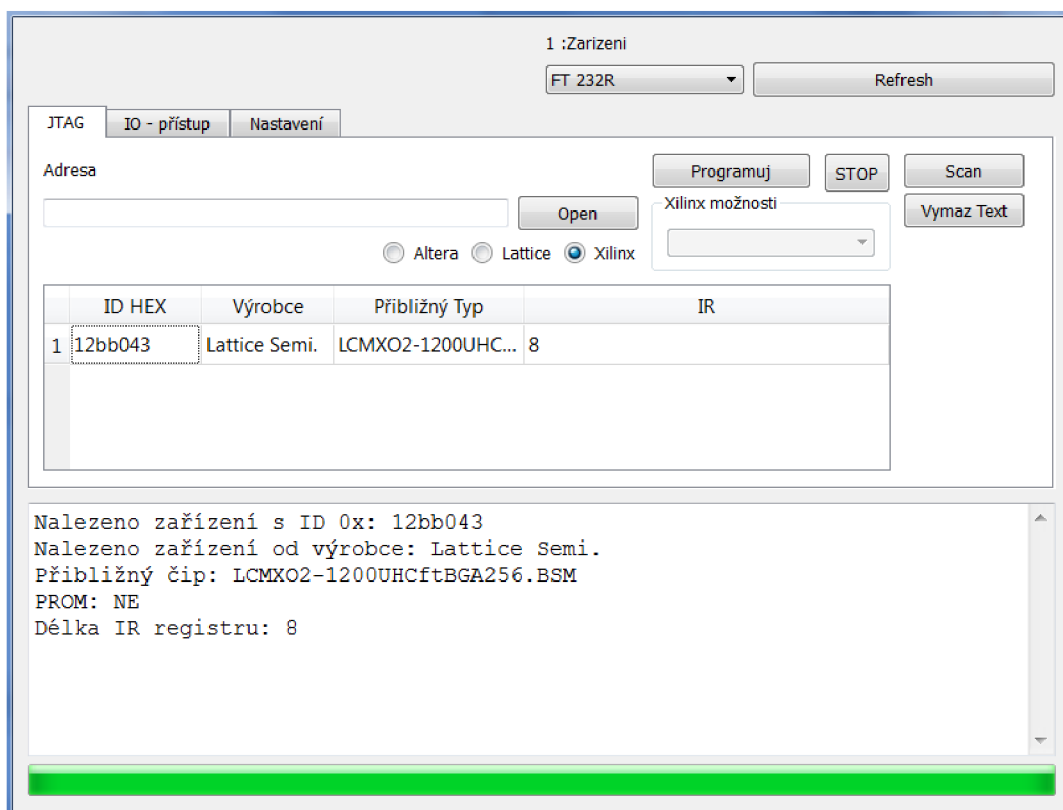 1 :Zarizeni
FT 232R
Refresh
JTAG
IO - přístup
Nastavení
Adresa
Programuj
STOP
Scan
Open
Xilinx možnosti
Vymaz Text
Altera
Lattice
Xilinx
ID HEX Výrobce Přibližný Typ IR
1 12bb043 Lattice Semi. LCMXO2-1200UHC... 8
Nalezeno zařízení s ID 0x: 12bb043
Nalezeno zařízení od výrobce: Lattice Semi.
Přibližný čip: LCMXO2-1200UHCftBGA256.BSM
PROM: NE
Délka IR registru: 8